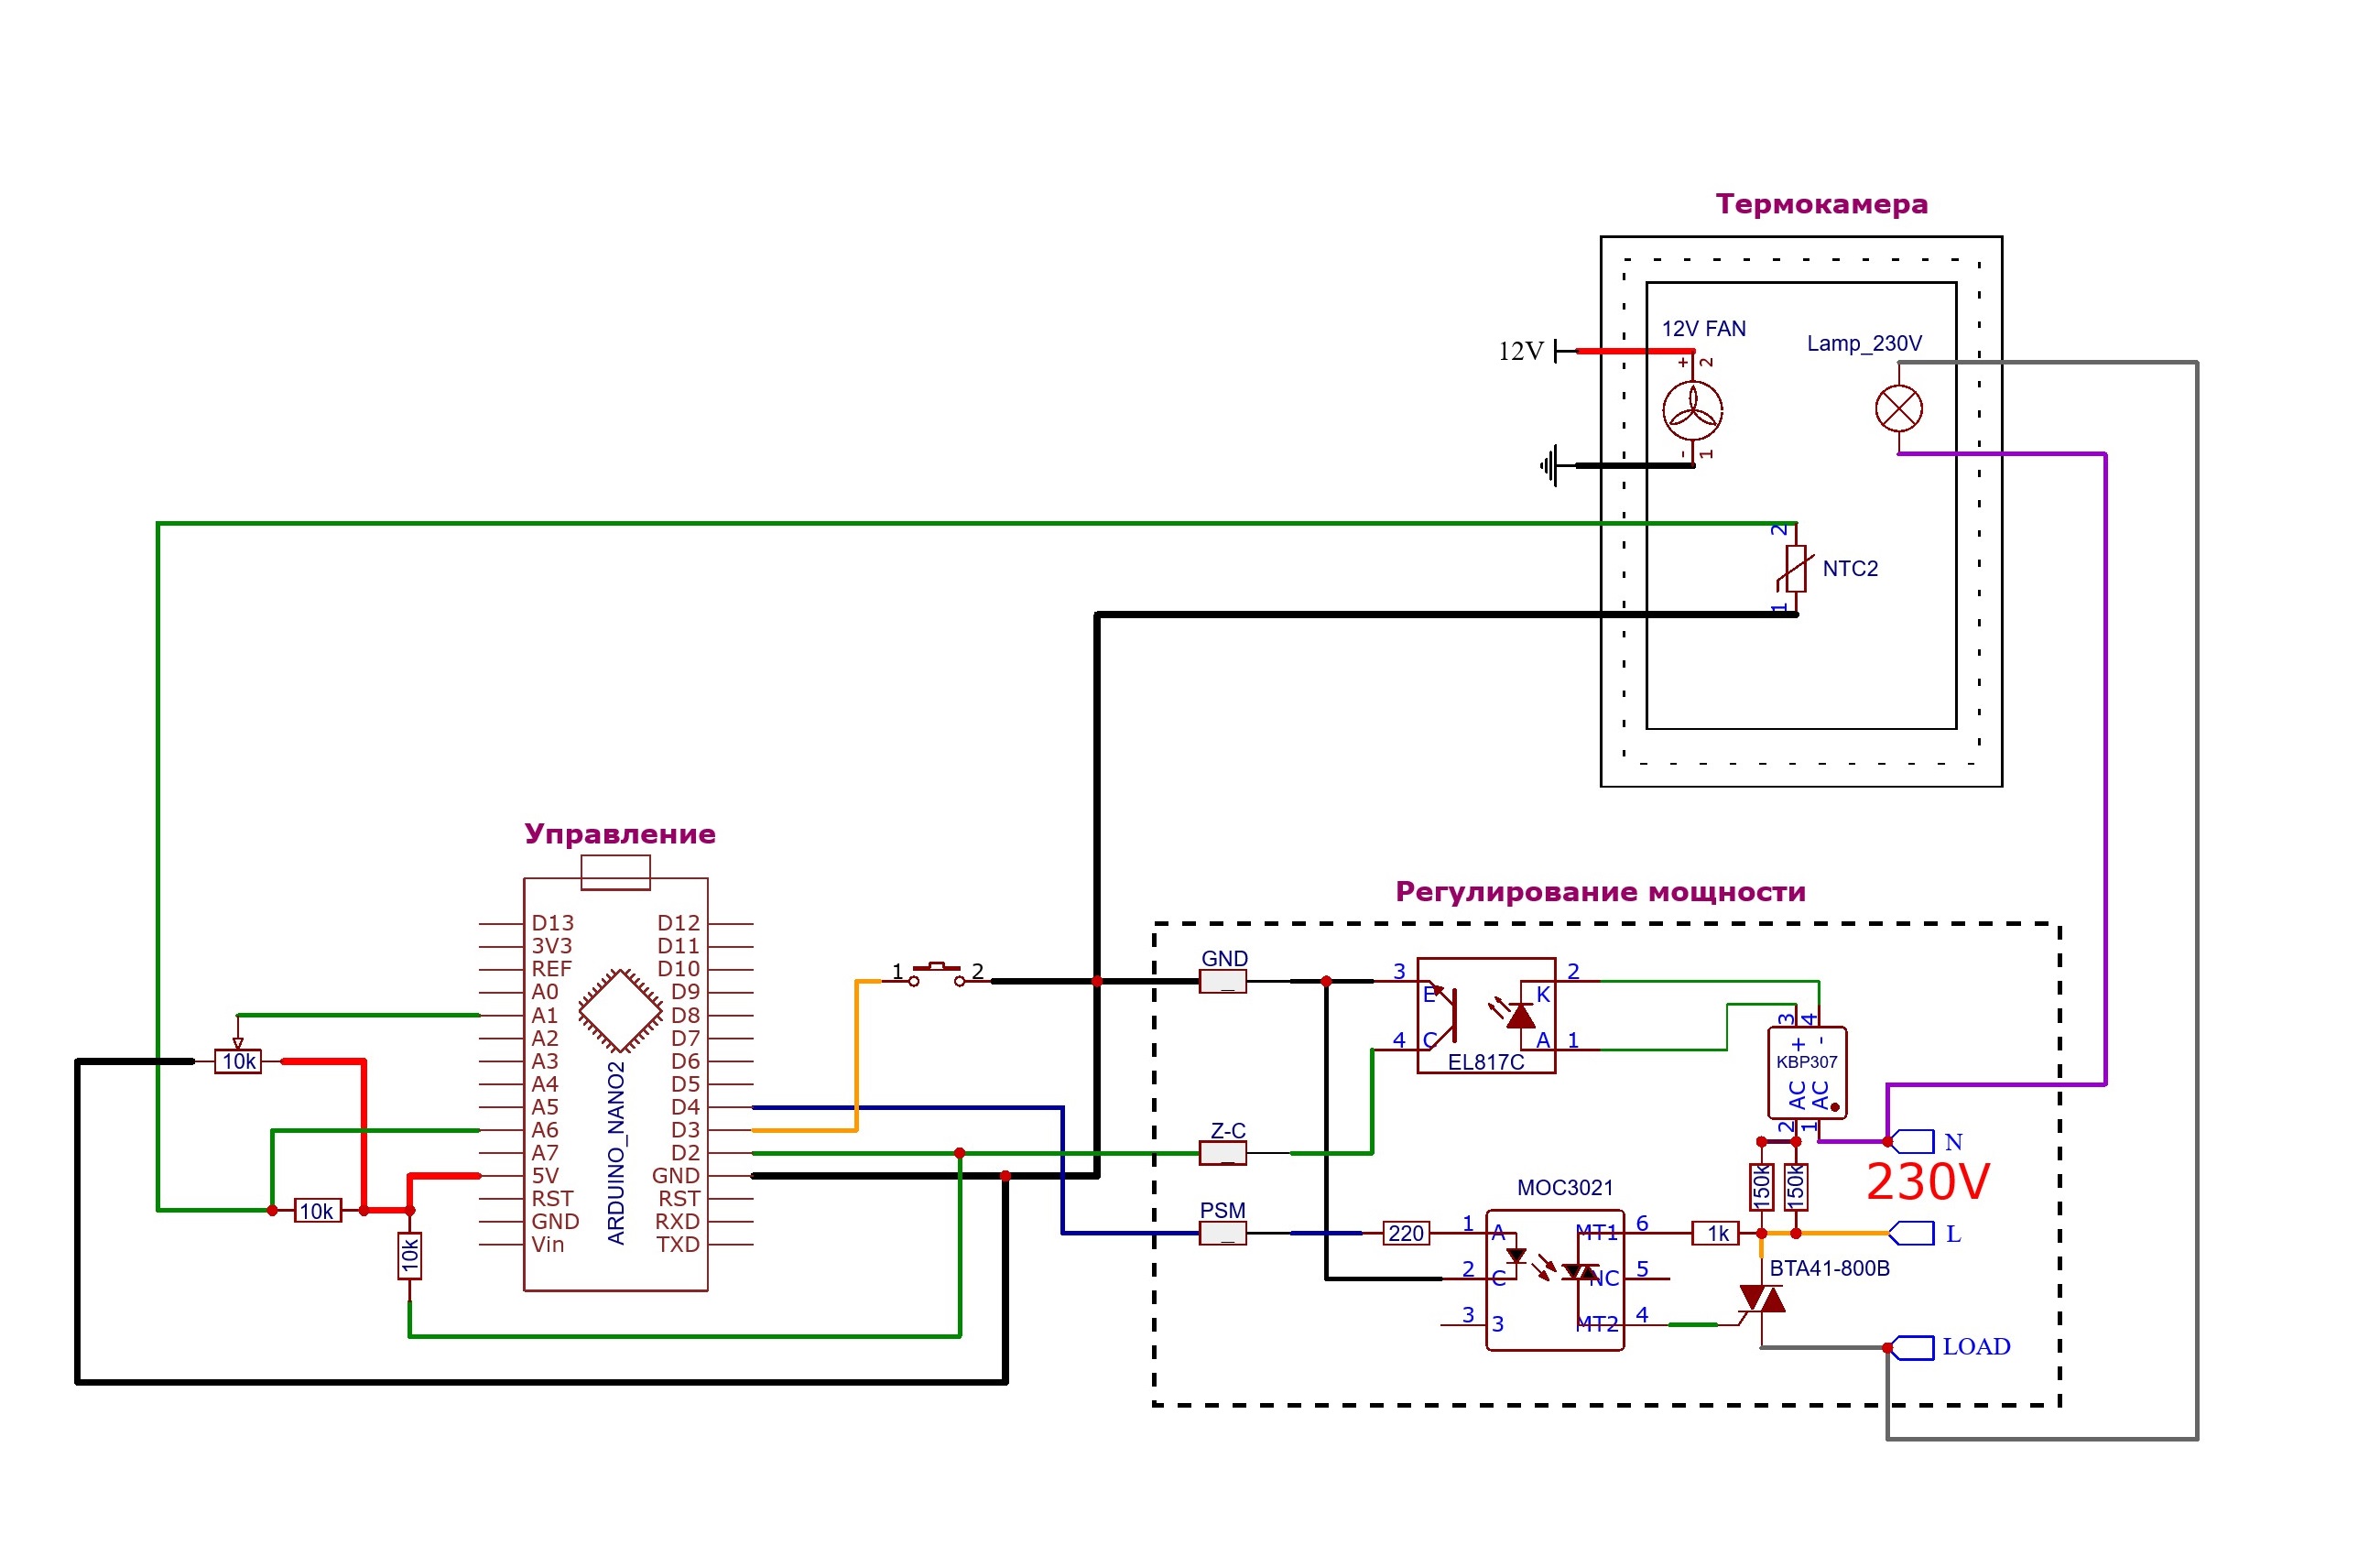 Термокамера
12V FAN
Lamp_230V
12V
+
2
-
1
2
NTC2
1
Управление
Регулирование мощности
D13 D12
3V3 D11
REF D10
A0 D9
A1 D8
A2 D7
A3 D6
A4 D5
A5 D4
A6 D3
A7 D2
5V GND
RST RST
GND RXD
Vin TXD
ARDUINO_NANO2
10k
10k
10k
1 2
GND
_
Z-C
_
PSM
_
3 E K 2
4 C A 1
EL817C
3 4
+ -
KBP307
AC AC
2 1
N
230V
150k 150k
MOC3021
220
1 A MT1 6
1k
L
2 C NC 5
BTA41-800B
3 3 MT2 4
LOAD